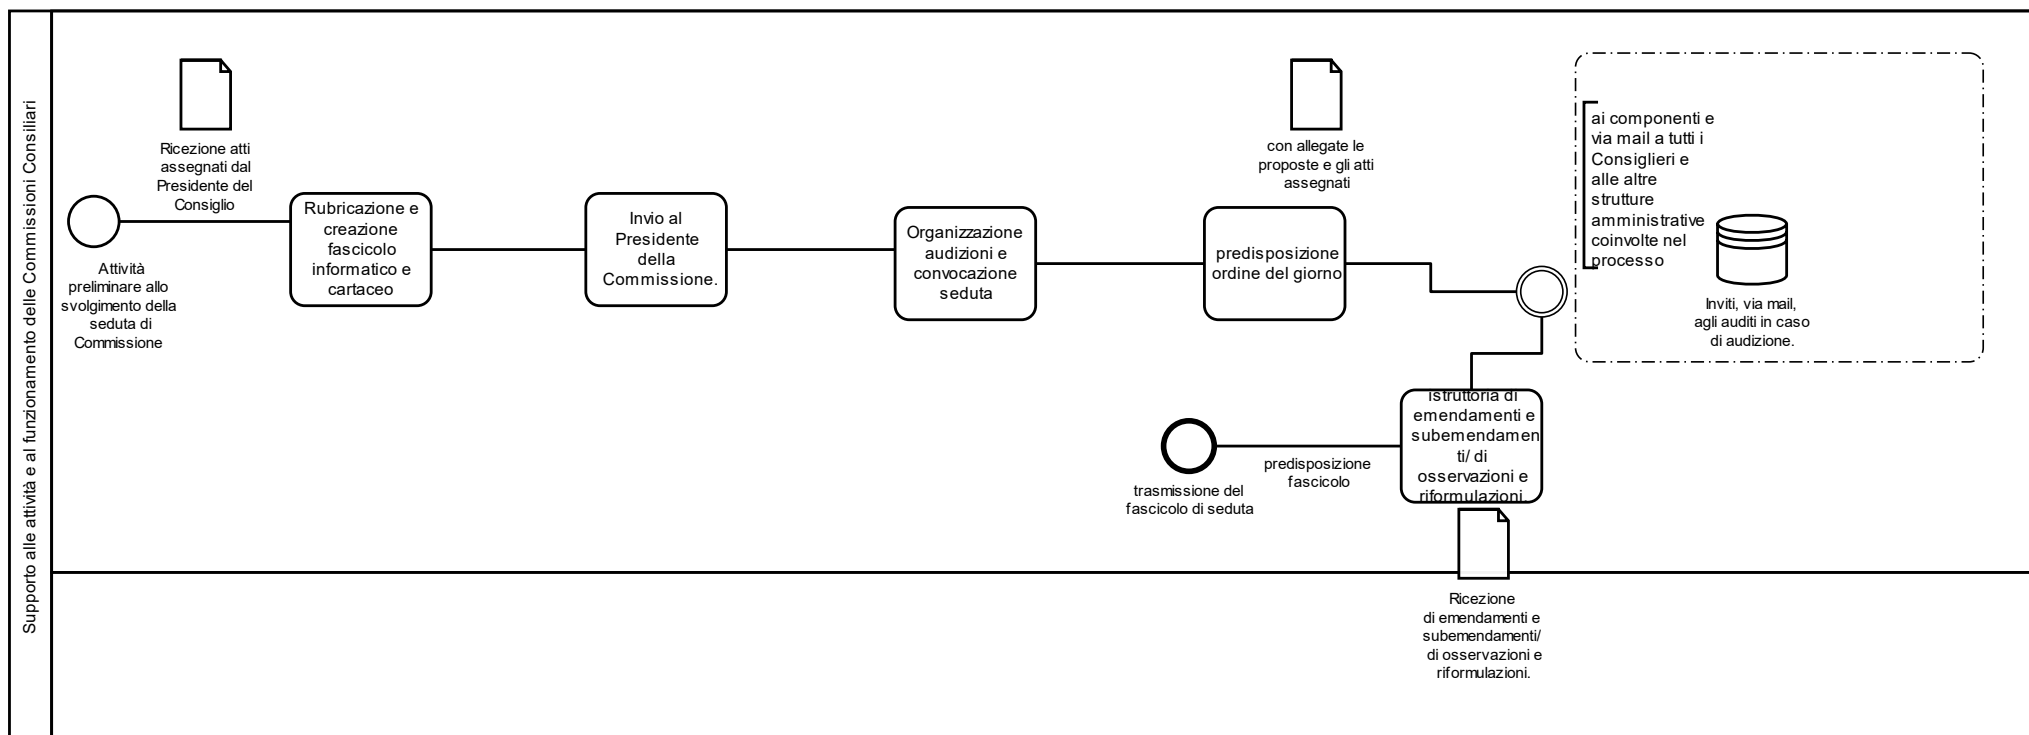 Supporto alle attività e al funzionamento delle Commissioni Consiliari
Ricezione atti
assegnati dal
Presidente del
Consiglio
Attività
preliminare allo
svolgimento della
seduta di
Commissione
Rubricazione e
creazione
fascicolo
informatico e
cartaceo
Invio al
Presidente
della
Commissione.
Organizzazione
audizioni e
convocazione
seduta
con allegate le
proposte e gli atti
assegnati
predisposizione
ordine del giorno
ai componenti e
via mail a tutti i
Consiglieri e
alle altre
strutture
amministrative
coinvolte nel
processo
Inviti, via mail,
agli auditi in caso
di audizione.
Istruttoria di
emendamenti e
subemendamen
ti/ di
osservazioni e
riformulazioni.
predisposizione
fascicolo
trasmissione del
fascicolo di seduta
Ricezione
di emendamenti e
subemendamenti/
di osservazioni e
riformulazioni.